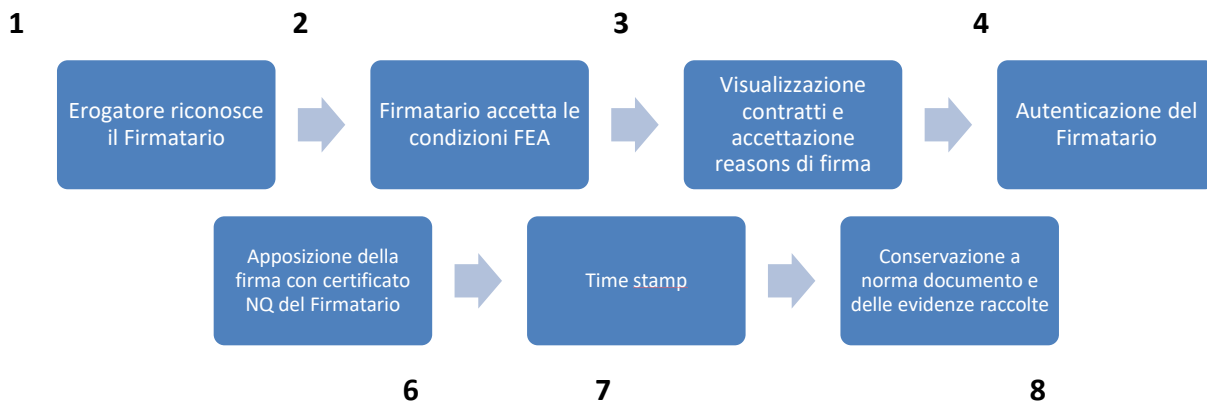 1
2
3
4
Erogatore riconosce
il Firmatario
Firmatario accetta le
condizioni FEA
Visualizzazione
contratti e
accettazione
reasons di firma
Autenticazione del
Firmatario
Apposizione della
firma con certificato
NQ del Firmatario
Time stamp
Conservazione a
norma documento e
delle evidenze raccolte
6
7
8